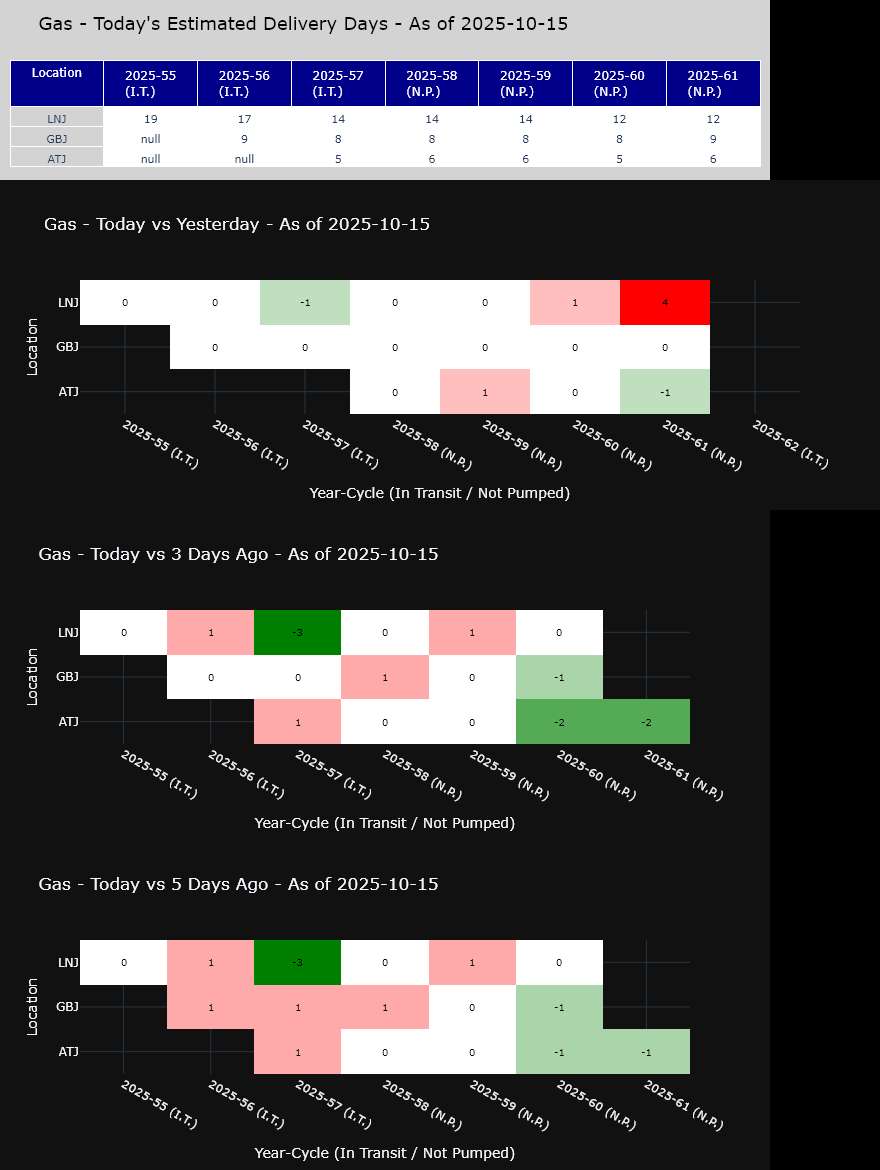 Gas - Today's Estimated Delivery Days - As of 2025-10-15
Location 2025-55 (I.T.) 2025-56 (I.T.) 2025-57 (I.T.) 2025-58 (N.P.) 2025-59 (N.P.) 2025-60 (N.P.) 2025-61 (N.P.)
LNJ 19 17 14 14 14 12 12
GBJ null 9 8 8 8 8 9
ATJ null null 5 6 6 5 6
Gas - Today vs Yesterday - As of 2025-10-15
Location
LNJ 0 0 -1 0 0 1 4
GBJ 0 0 0 0 0 0
ATJ 0 1 0 -1
2025-55 (I.T.) 2025-56 (I.T.) 2025-57 (I.T.) 2025-58 (N.P.) 2025-59 (N.P.) 2025-60 (N.P.) 2025-61 (N.P.) 2025-62 (I.T.)
Year-Cycle (In Transit / Not Pumped)
Gas - Today vs 3 Days Ago - As of 2025-10-15
Location
LNJ 0 1 -3 0 1 0
GBJ 0 0 1 0 -1
ATJ 1 0 0 -2 -2
2025-55 (I.T.) 2025-56 (I.T.) 2025-57 (I.T.) 2025-58 (N.P.) 2025-59 (N.P.) 2025-60 (N.P.) 2025-61 (N.P.)
Year-Cycle (In Transit / Not Pumped)
Gas - Today vs 5 Days Ago - As of 2025-10-15
Location
LNJ 0 1 -3 0 1 0
GBJ 1 1 1 0 -1
ATJ 1 0 0 -1 -1
2025-55 (I.T.) 2025-56 (I.T.) 2025-57 (I.T.) 2025-58 (N.P.) 2025-59 (N.P.) 2025-60 (N.P.) 2025-61 (N.P.)
Year-Cycle (In Transit / Not Pumped)